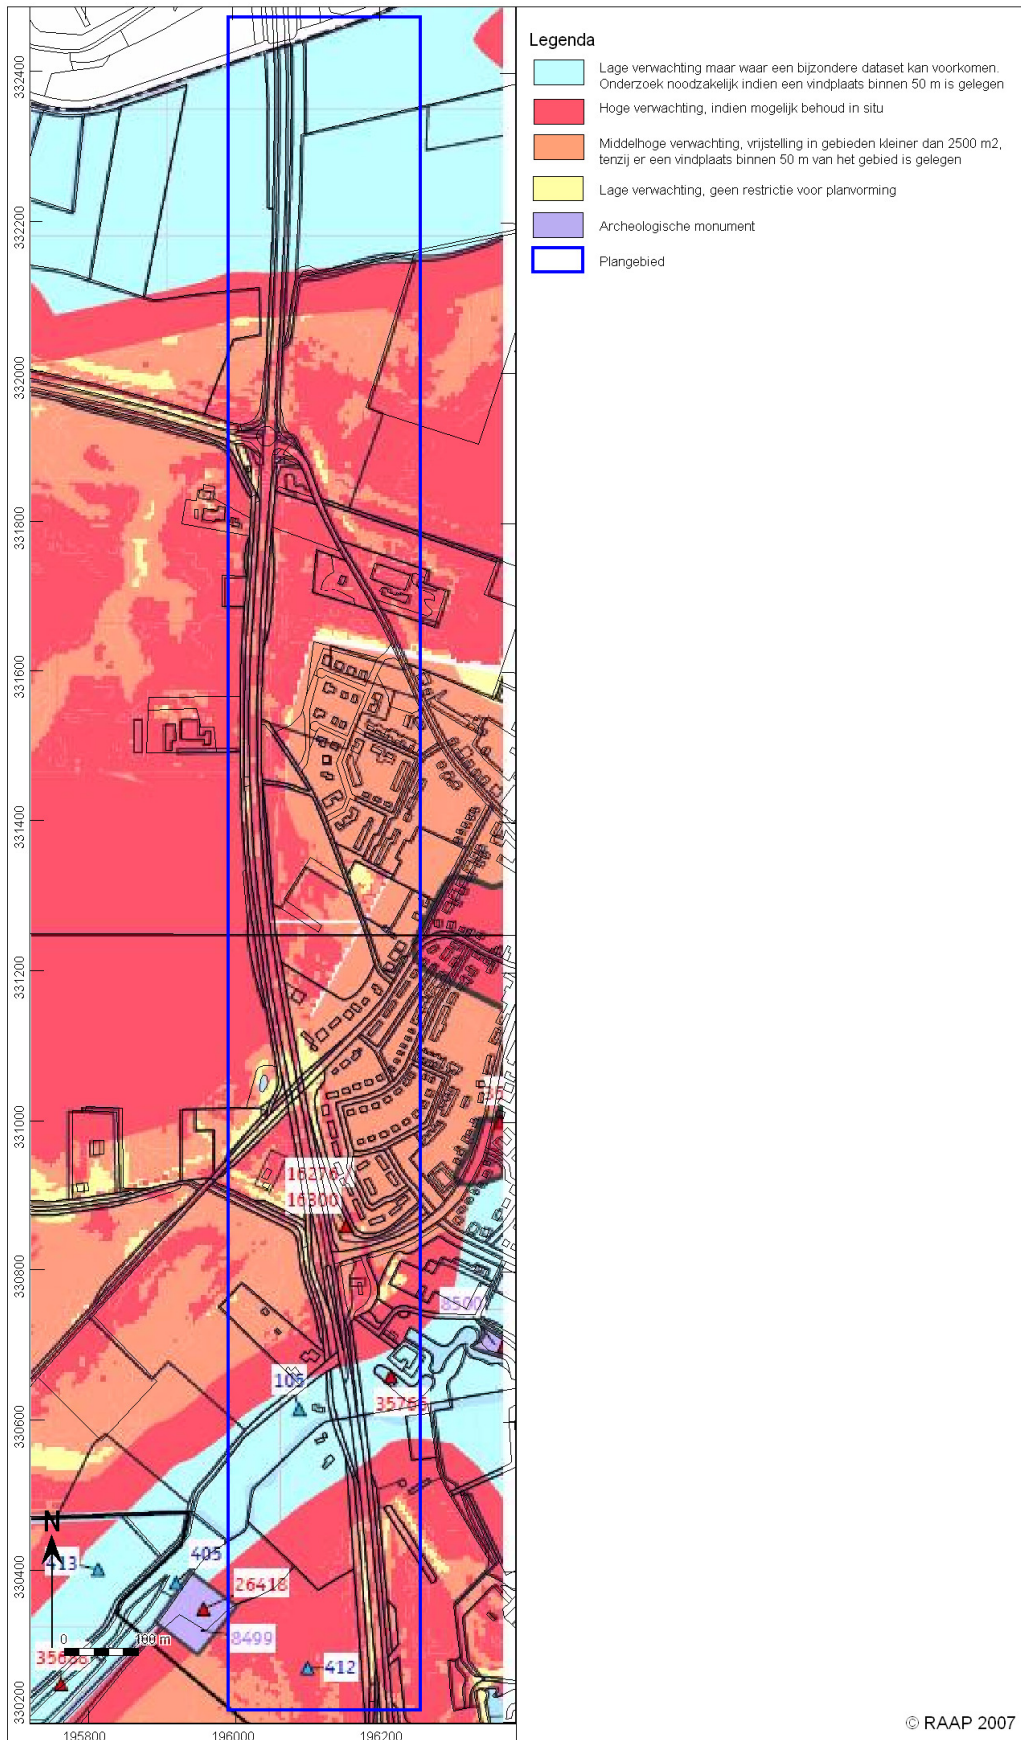 Legenda
Lage verwachting maar waar een bijzondere dataset kan voorkomen.
Onderzoek noodzakelijk indien een vindplaats binnen 50 m is gelegen
Hoge verwachting, indien mogelijk behoud in situ
Middelhoge verwachting, vrijstelling in gebieden kleiner dan 2500 m2,
tenzij er een vindplaats binnen 50 m van het gebied is gelegen
Lage verwachting, geen restrictie voor planvorming
Archeologische monument
Plangebied
332400
332200
332000
331800
331600
331400
331200
331000
330800
330600
330400
330200
16276
16300
8500
105
35766
405
413
26418
8499
412
N
0
100 m
195800
196000
196200
© RAAP 2007